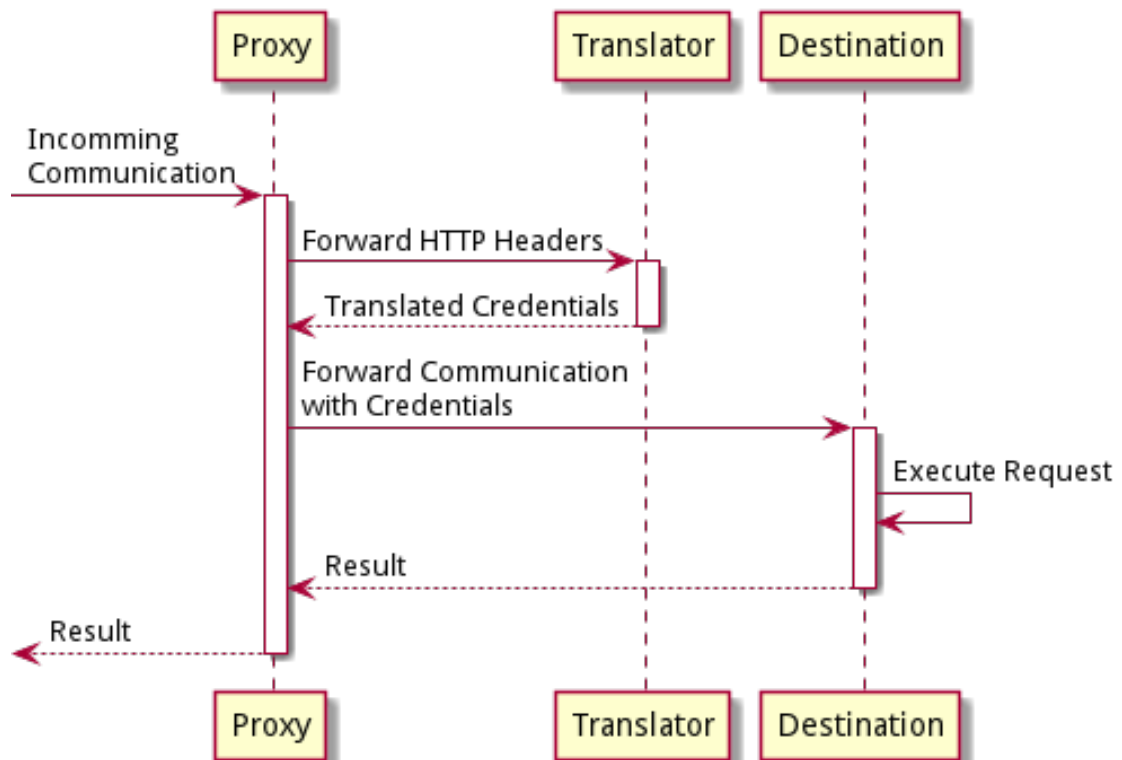 Proxy
Translator
Destination
Incomming
Communication
Forward HTTP Headers
Translated Credentials
Forward Communication
with Credentials
Execute Request
Result
Result
Proxy
Translator
Destination